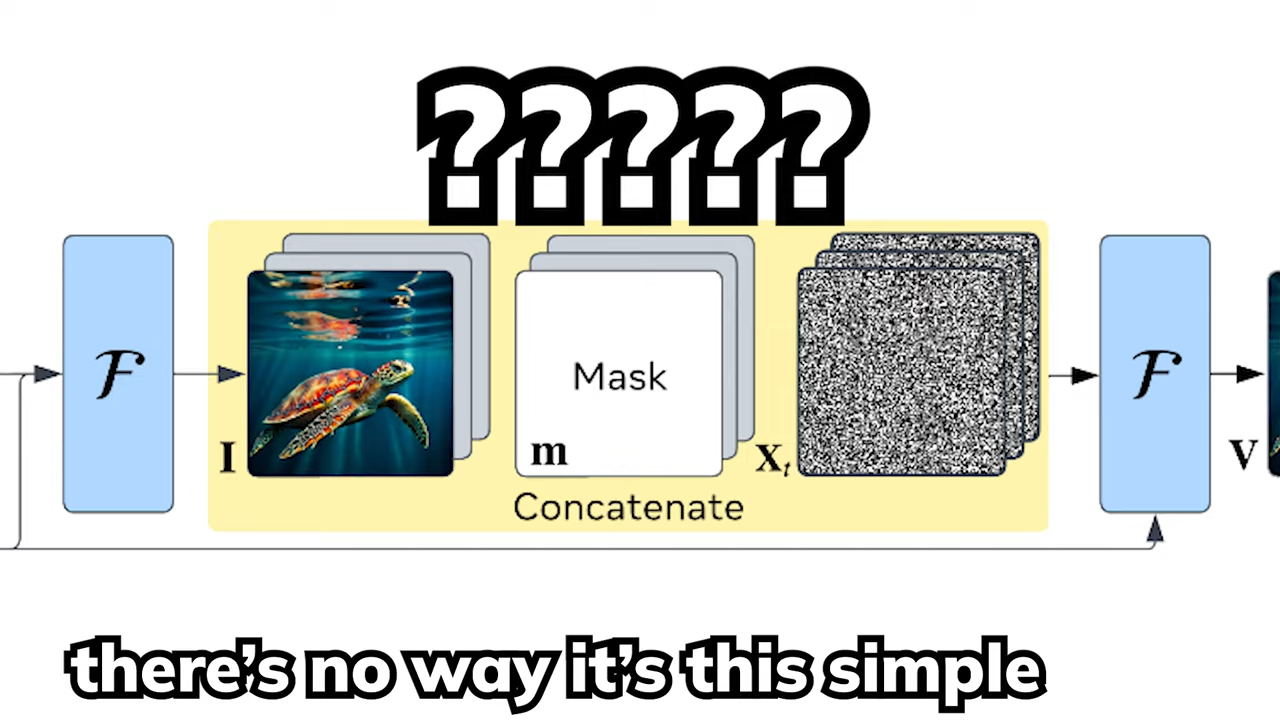 ?????
F
Mask
F
I
m
Xt
V
Concatenate
there's no way it's this simple